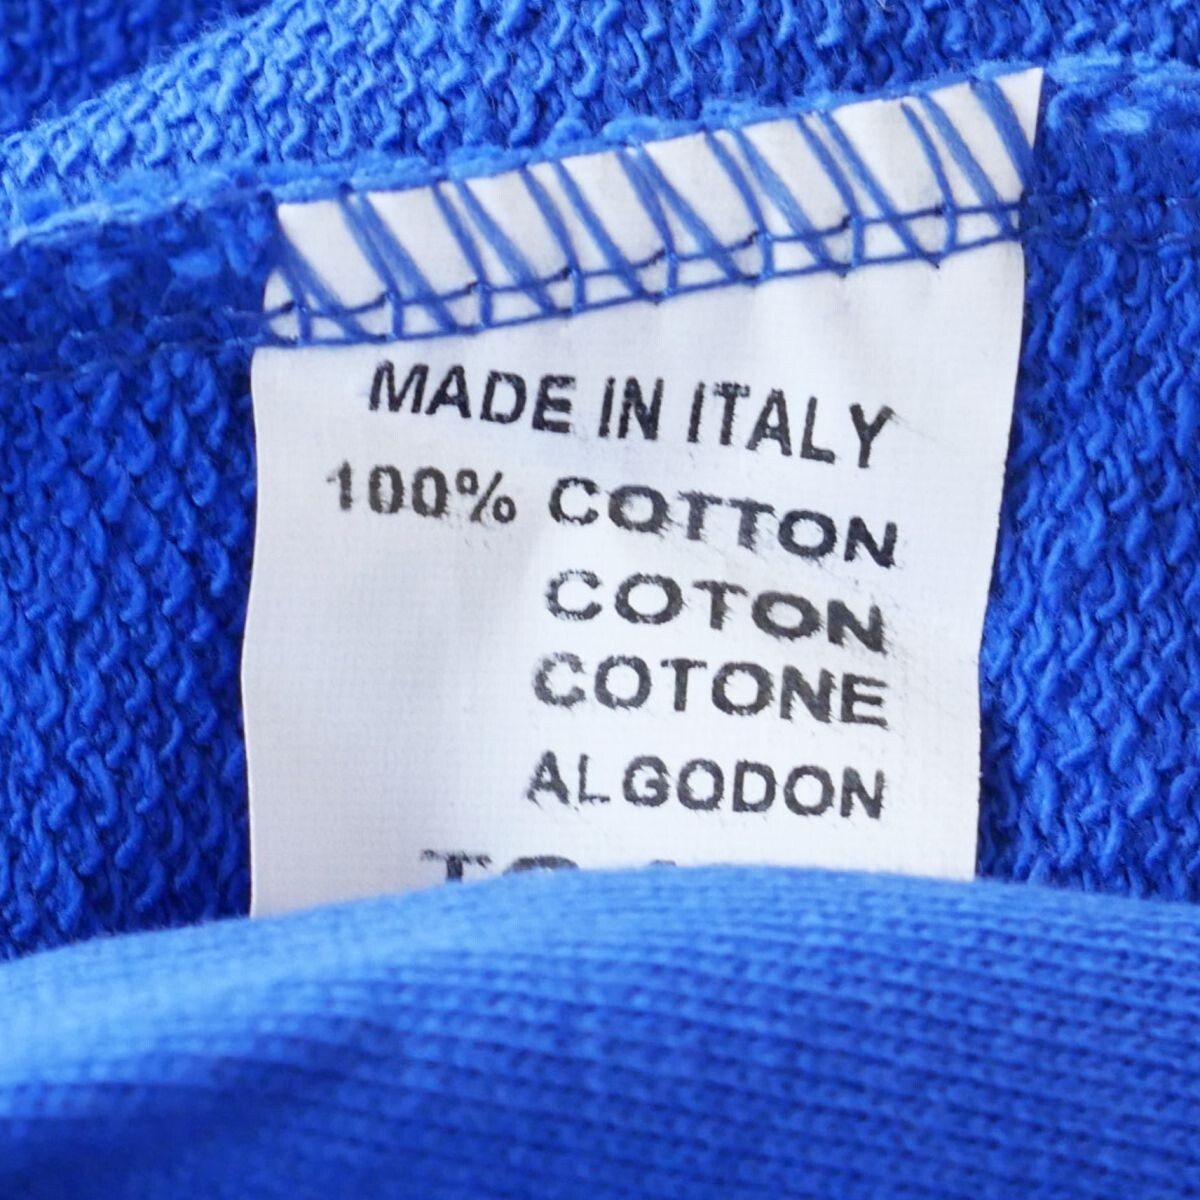 MADE IN ITALY
100% COTTON
COTON
COTONE
ALGODON